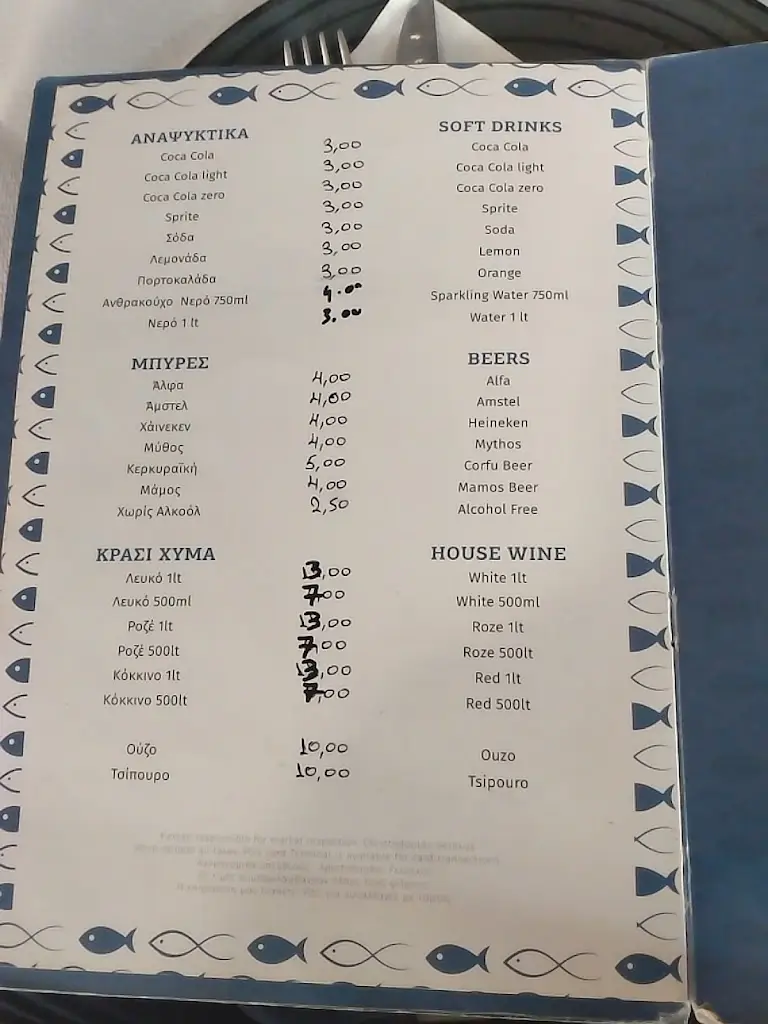 ΑΝΑΨΥΚΤΙΚΑ SOFT DRINKS
Coca Cola 3,00 Coca Cola
Coca Cola light 3,00 Coca Cola light
Coca Cola zero 3,00 Coca Cola zero
Sprite 3,00 Sprite
Σόδα 3,00 Soda
Λεμονάδα 3,00 Lemon
Πορτοκαλάδα 3,00 Orange
Ανθρακούχο Νερό 750ml 4.00 Sparkling Water 750ml
Νερό 1 lt 3.00 Water 1 lt
ΜΠΥΡΕΣ BEERS
Άλφα 4,00 Alfa
Άμστελ 4,00 Amstel
Χάινεκεν 4,00 Heineken
Μύθος 4,00 Mythos
Κερκυραϊκή 5,00 Corfu Beer
Μάμος 4,00 Mamos Beer
Χωρίς Αλκοόλ 2,50 Alcohol Free
ΚΡΑΣΙ ΧΥΜΑ HOUSE WINE
Λευκό 1lt 13,00 White 1lt
Λευκό 500ml 7,00 White 500ml
Ροζέ 1lt 13,00 Roze 1lt
Ροζέ 500lt 7,00 Roze 500lt
Κόκκινο 1lt 13,00 Red 1lt
Κόκκινο 500lt 7,00 Red 500lt
Ούζο 10,00 Ouzo
Τσίπουρο 10,00 Tsipouro